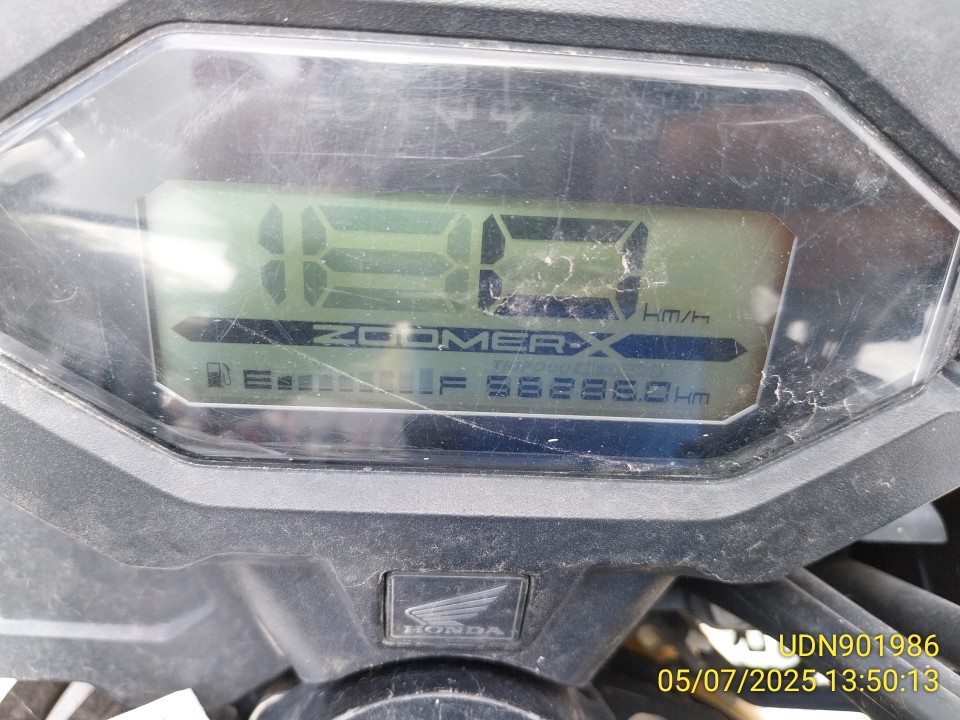 km/h
ZOOMER-X
E F km
HONDA
UDN901986
05/07/2025 13:50:13